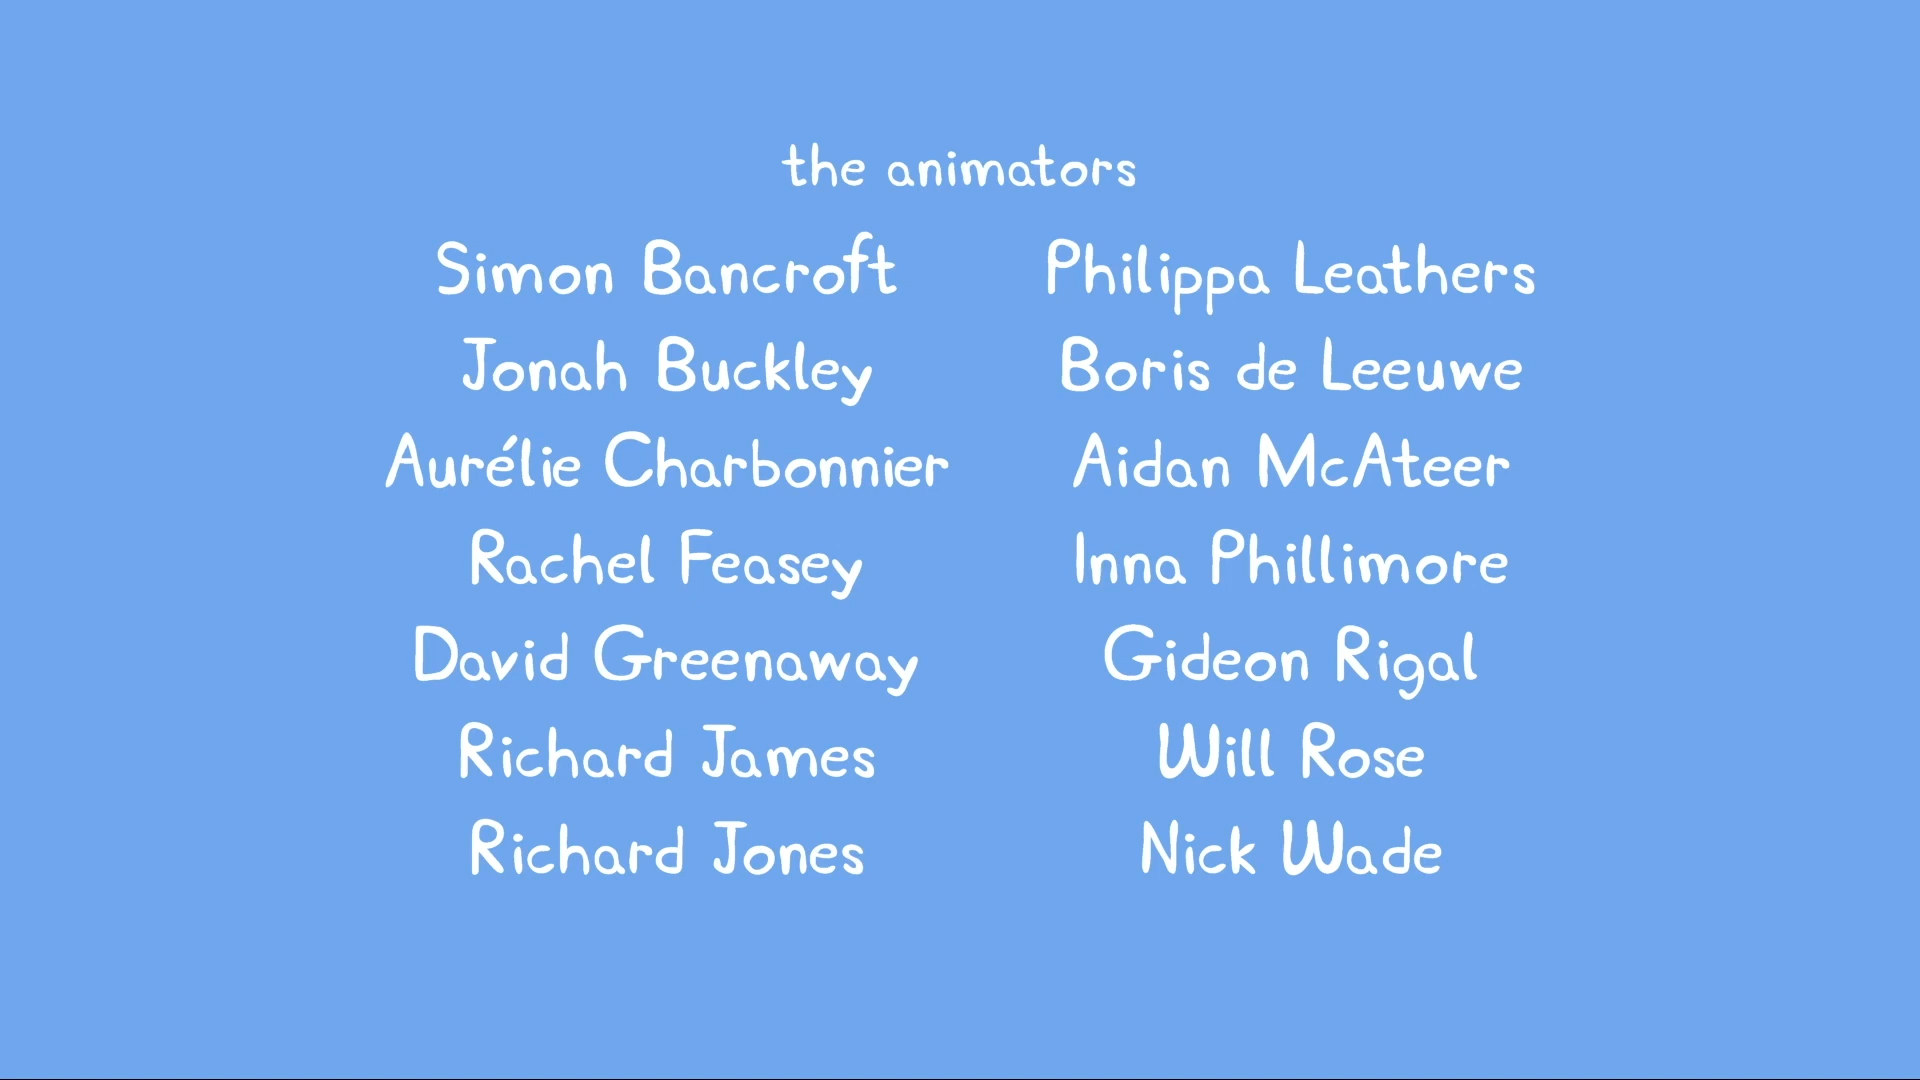 the animators
Simon Bancroft
Jonah Buckley
Aurélie Charbonnier
Rachel Feasey
David Greenaway
Richard James
Richard Jones
Philippa Leathers
Boris de Leeuwe
Aidan McAteer
Inna Phillimore
Gideon Rigal
Will Rose
Nick Wade